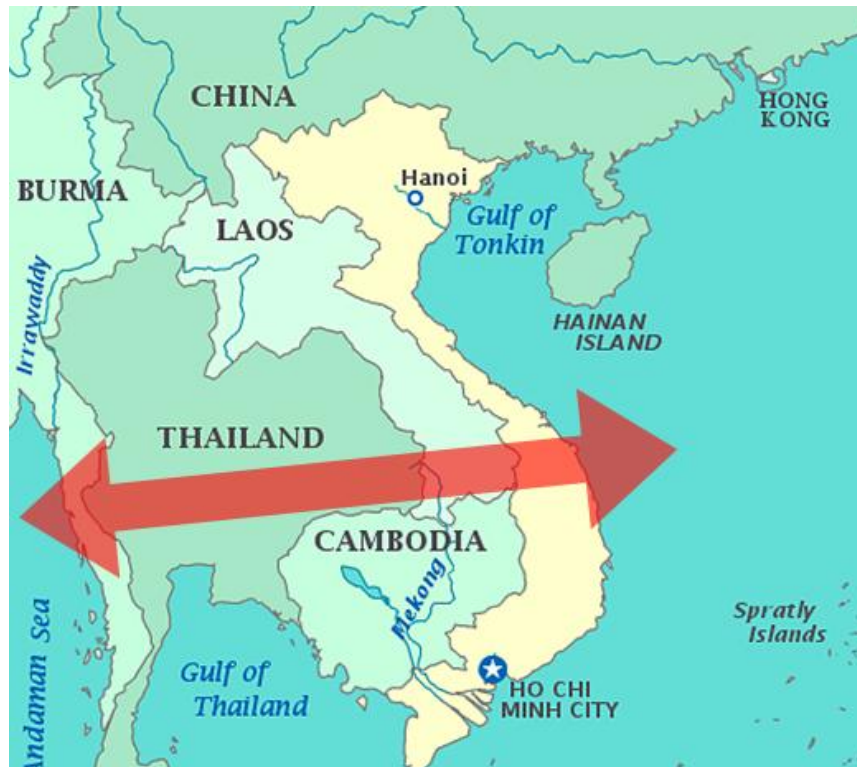 CHINA
HONG
KONG
Hanoi
BURMA
Gulf of
Tonkin
LAOS
Irrawaddy
HAINAN
ISLAND
THAILAND
CAMBODIA
Mekong
Andaman Sea
Spratly
Islands
Gulf of
Thailand
HO CHI
MINH CITY